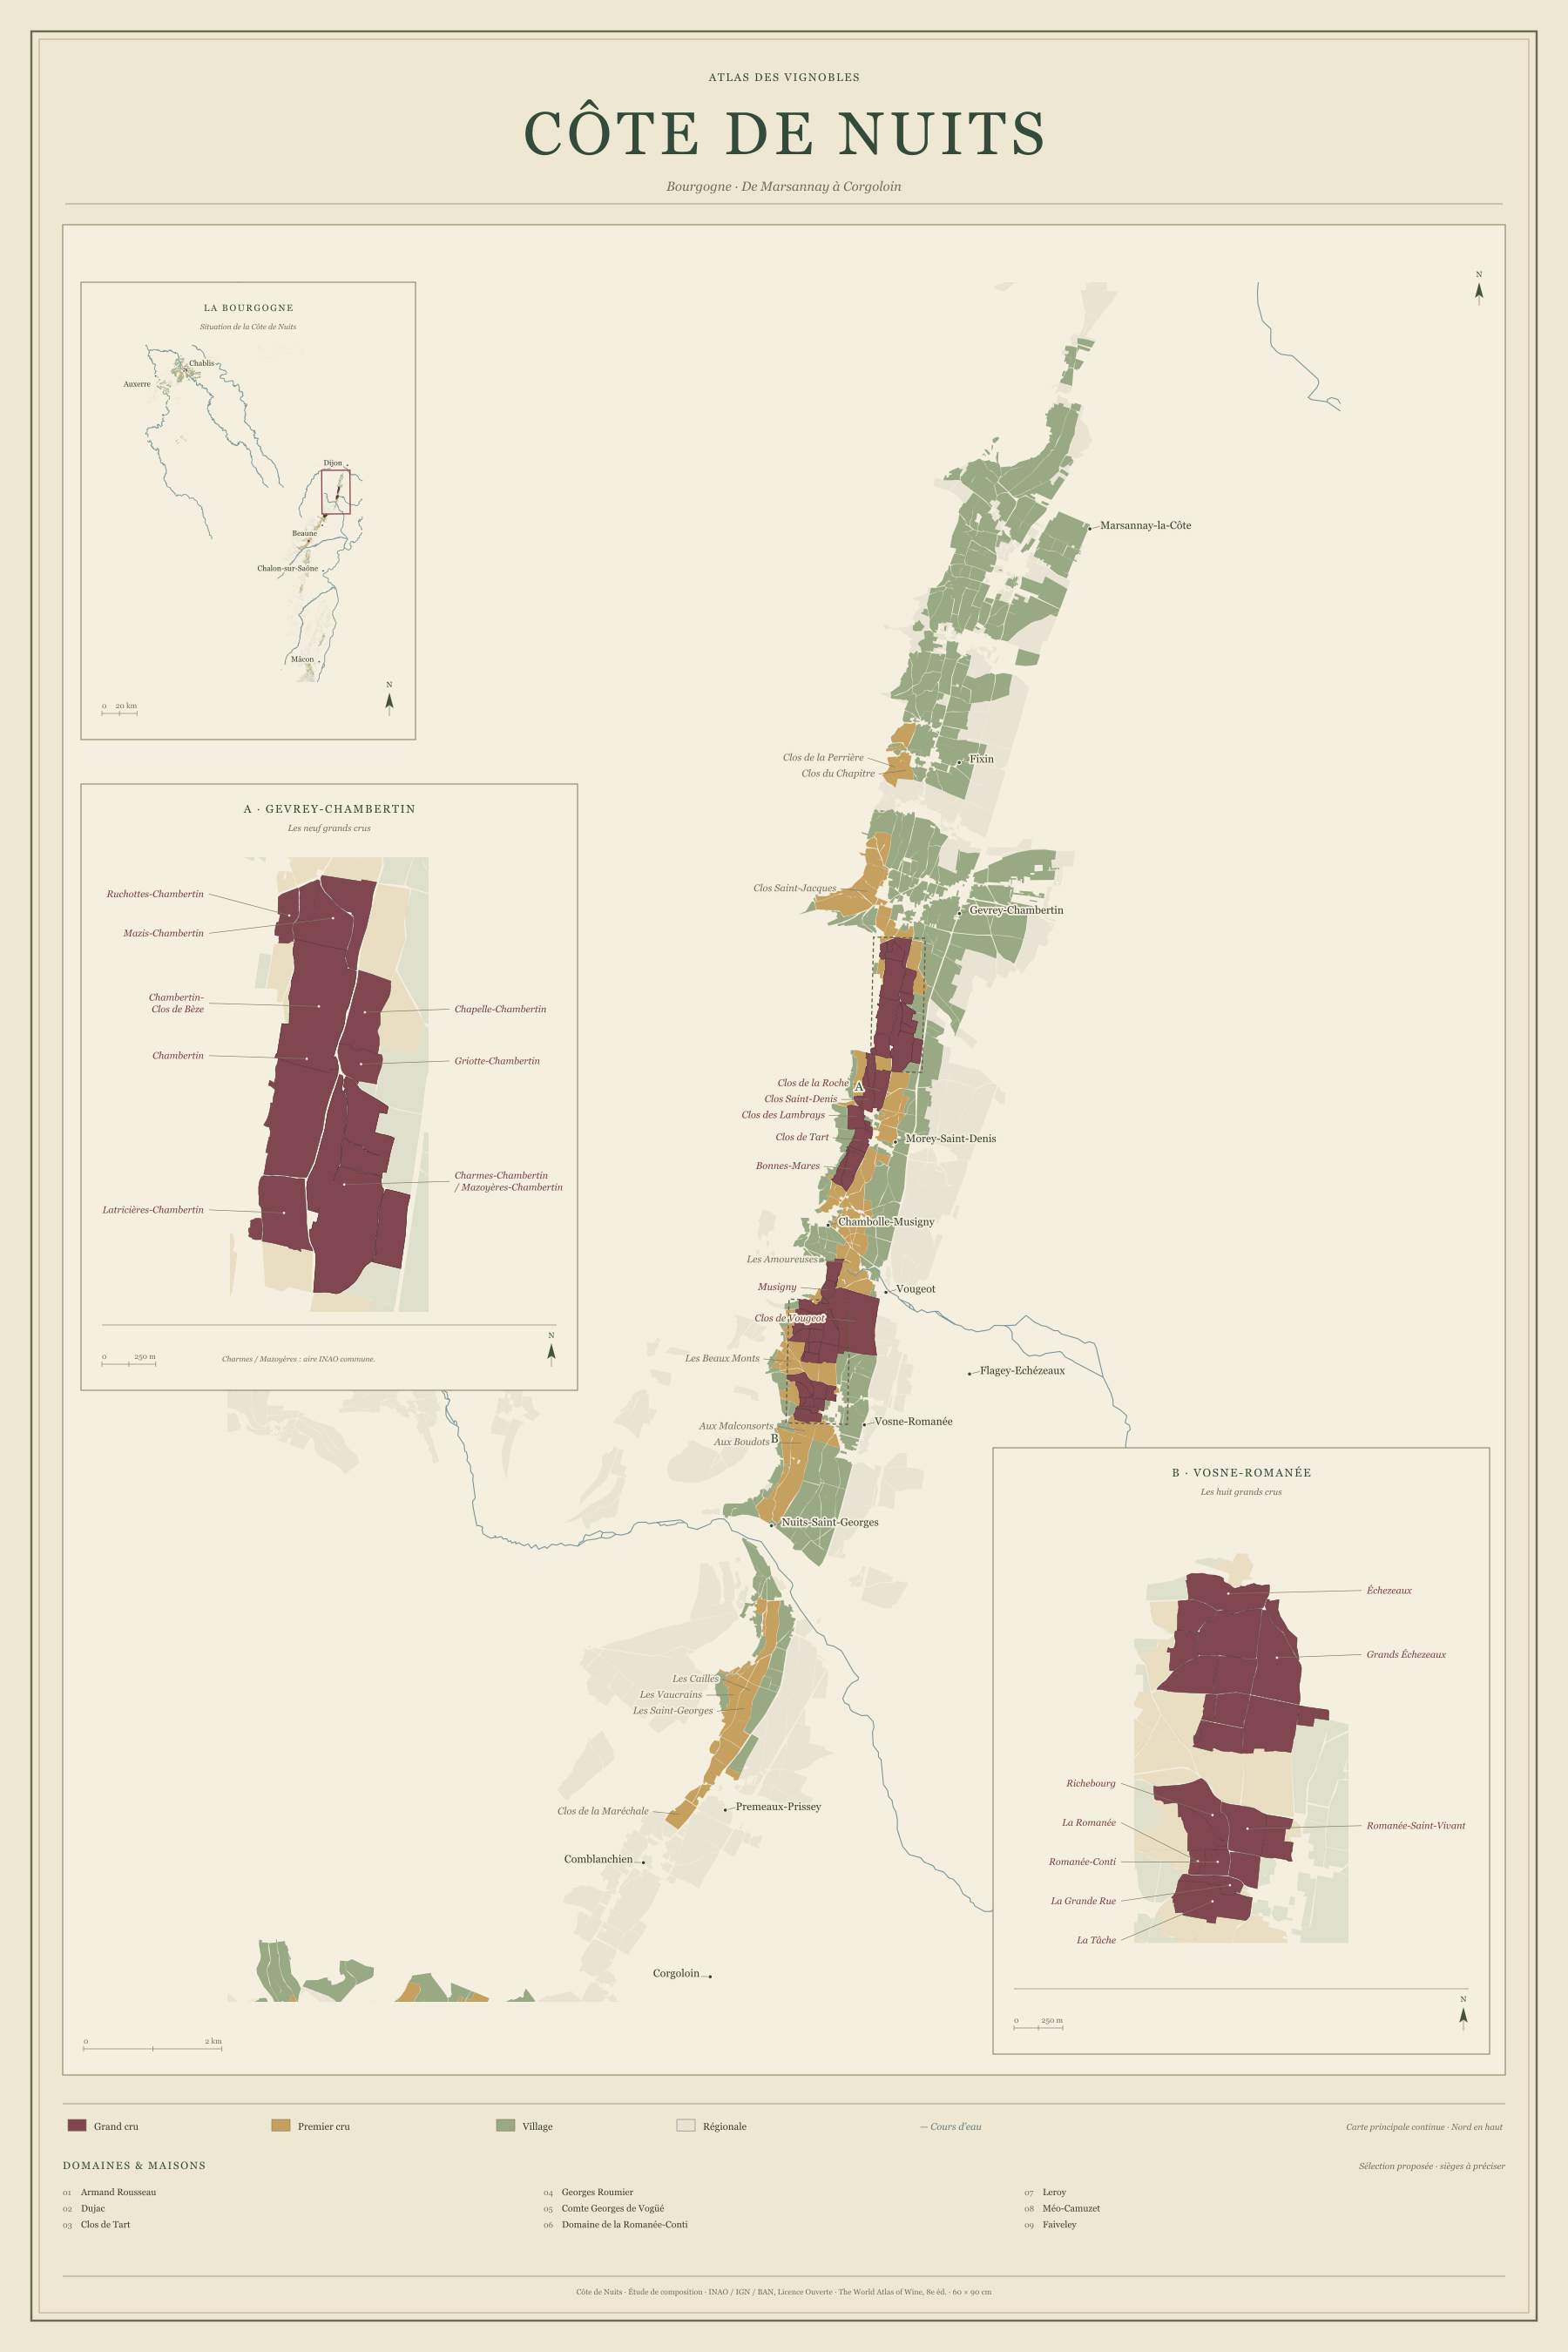 ATLAS DES VIGNOBLES
CÔTE DE NUITS
Bourgogne · De Marsannay à Corgoloin
N
LA BOURGOGNE
Situation de la Côte de Nuits
Chablis
Auxerre
Dijon
Beaune
Chalon-sur-Saône
Mâcon
N
0 20 km
Marsannay-la-Côte
Clos de la Perrière
Fixin
Clos du Chapitre
A · GEVREY-CHAMBERTIN
Les neuf grands crus
Ruchottes-Chambertin
Mazis-Chambertin
Chambertin-
Clos de Bèze
Chapelle-Chambertin
Chambertin
Griotte-Chambertin
Charmes-Chambertin
/ Mazoyères-Chambertin
Latricières-Chambertin
N
0 250 m
Charmes / Mazoyères : aire INAO commune.
Clos Saint-Jacques
Gevrey-Chambertin
Clos de la Roche
A
Clos Saint-Denis
Clos des Lambrays
Clos de Tart
Morey-Saint-Denis
Bonnes-Mares
Chambolle-Musigny
Les Amoureuses
Musigny
Vougeot
Clos de Vougeot
Les Beaux Monts
Flagey-Echézeaux
Vosne-Romanée
Aux Malconsorts
B
Aux Boudots
Nuits-Saint-Georges
Les Cailles
Les Vaucrains
Les Saint-Georges
Clos de la Maréchale
Premeaux-Prissey
Comblanchien
Corgoloin
B · VOSNE-ROMANÉE
Les huit grands crus
Échezeaux
Grands Échezeaux
Richebourg
La Romanée
Romanée-Saint-Vivant
Romanée-Conti
La Grande Rue
La Tâche
N
0 250 m
0 2 km
Grand cru
Premier cru
Village
Régionale
— Cours d'eau
Carte principale continue · Nord en haut
DOMAINES & MAISONS
Sélection proposée · sièges à préciser
01 Armand Rousseau
02 Dujac
03 Clos de Tart
04 Georges Roumier
05 Comte Georges de Vogüé
06 Domaine de la Romanée-Conti
07 Leroy
08 Méo-Camuzet
09 Faiveley
Côte de Nuits · Étude de composition · INAO / IGN / BAN, Licence Ouverte · The World Atlas of Wine, 8e éd. · 60 × 90 cm